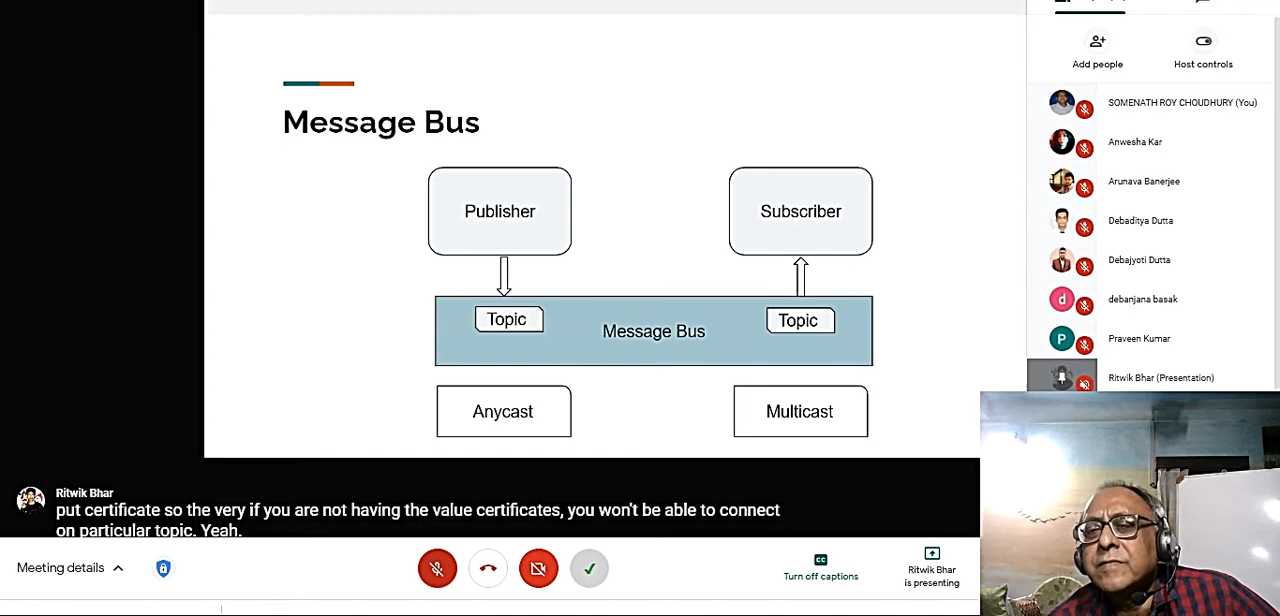 Message Bus
Publisher
Subscriber
Topic
Message Bus
Topic
Anycast
Multicast
Add people
Host controls
SOMENATH ROY CHOUDHURY (You)
Anwesha Kar
Arunava Banerjee
Debaditya Dutta
Debajyoti Dutta
d
debanjana basak
P
Praveen Kumar
Ritwik Bhar (Presentation)
Ritwik Bhar
put certificate so the very if you are not having the value certificates, you won't be able to connect
on particular topic. Yeah.
Meeting details
CC
Turn off captions
Ritwik Bhar
is presenting